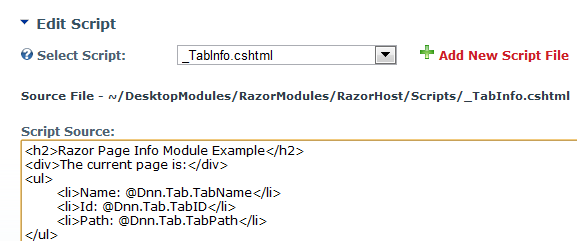 Edit Script
Select Script: _TabInfo.cshtml Add New Script File
Source File - ~/DesktopModules/RazorModules/RazorHost/Scripts/_TabInfo.cshtml
Script Source:
<h2>Razor Page Info Module Example</h2>
<div>The current page is:</div>
<ul>
<li>Name: @Dnn.Tab.TabName</li>
<li>Id: @Dnn.Tab.TabID</li>
<li>Path: @Dnn.Tab.TabPath</li>
</ul>